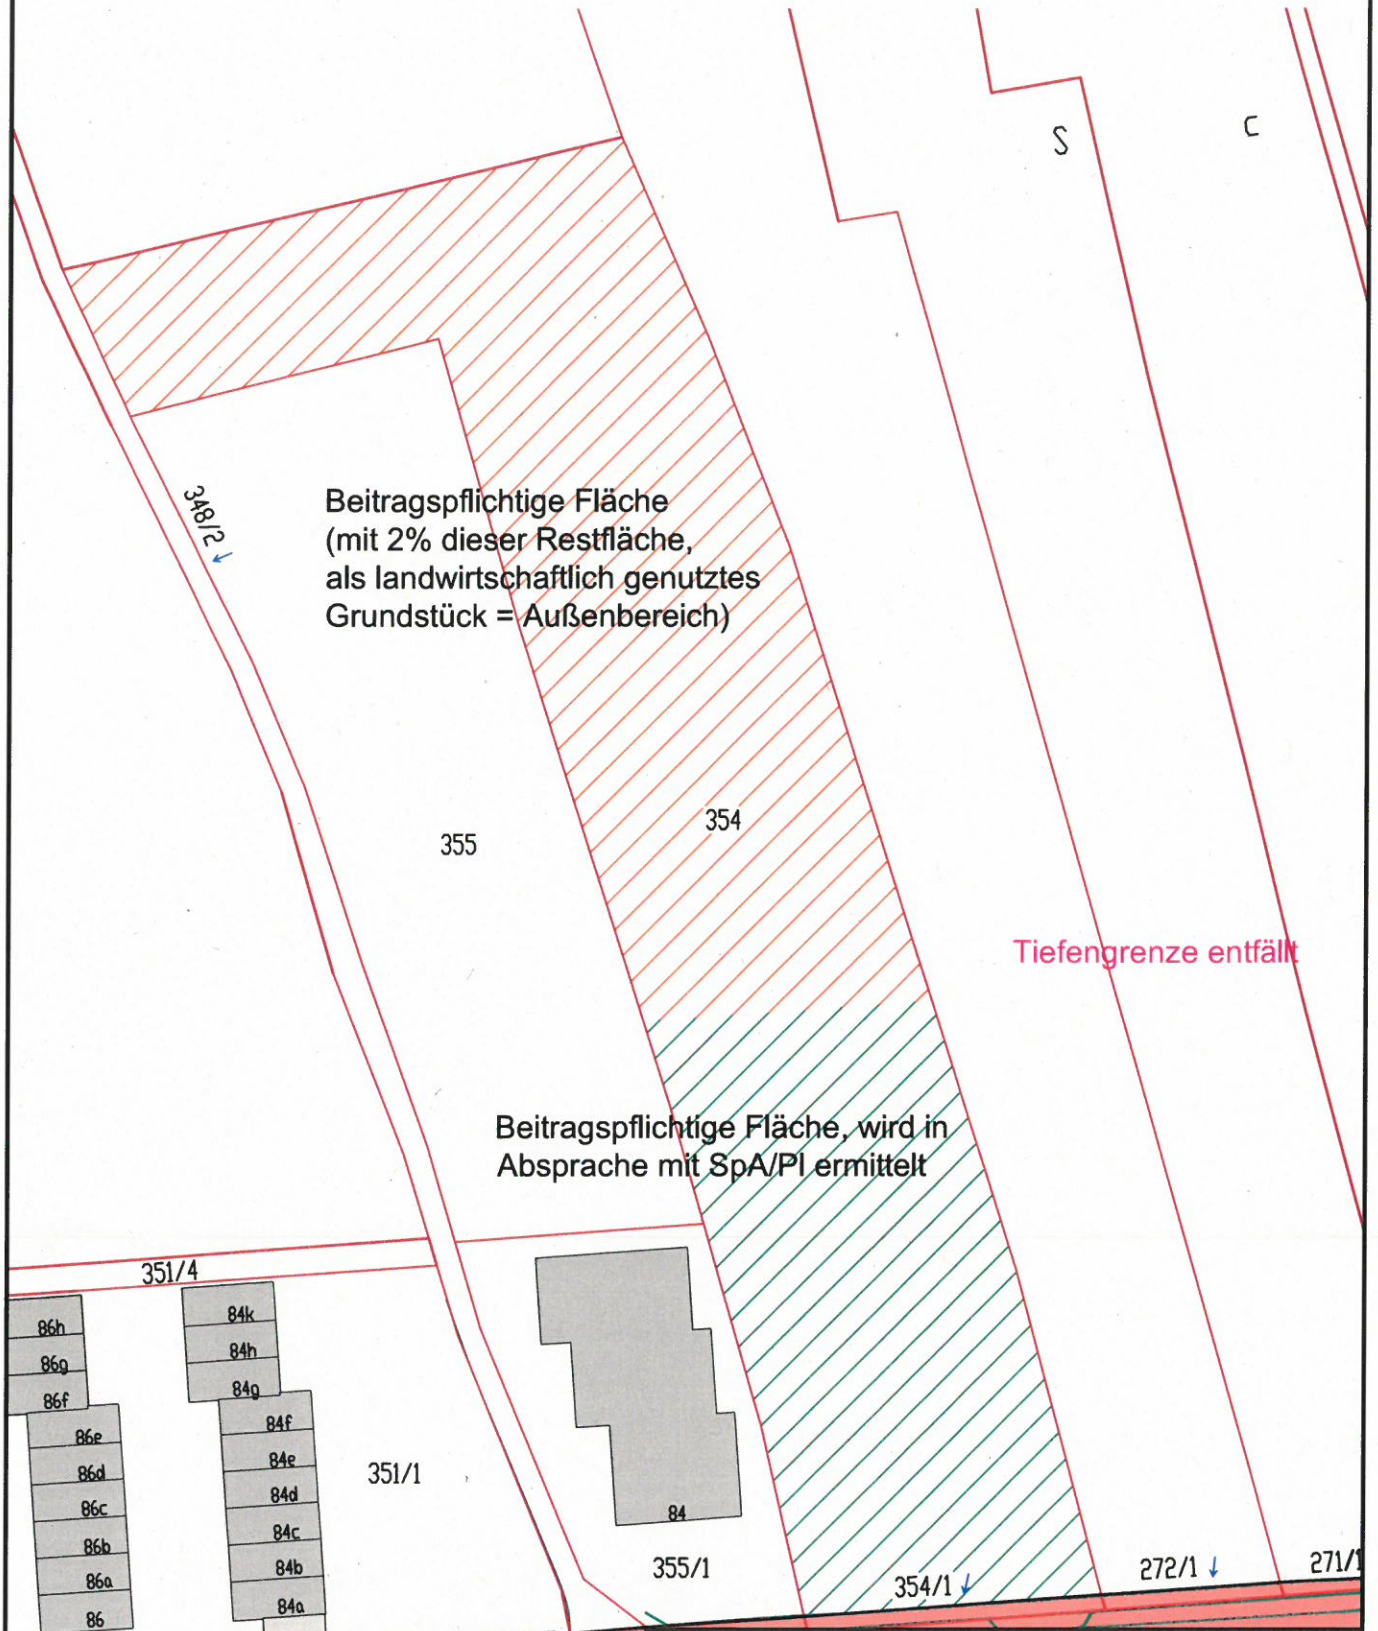 S
C
348/2
Beitragspflichtige Fläche
(mit 2% dieser Restfläche,
als landwirtschaftlich genutztes
Grundstück = Außenbereich)
354
355
Tiefengrenze entfällt
Beitragspflichtige Fläche, wird in
Absprache mit SpA/Pl ermittelt
351/4
86h
86g
86f
86e
86d
86c
86b
86a
86
84k
84h
84g
84f
84e
84d
84c
84b
84a
351/1
84
355/1
354/1
272/1
271/1